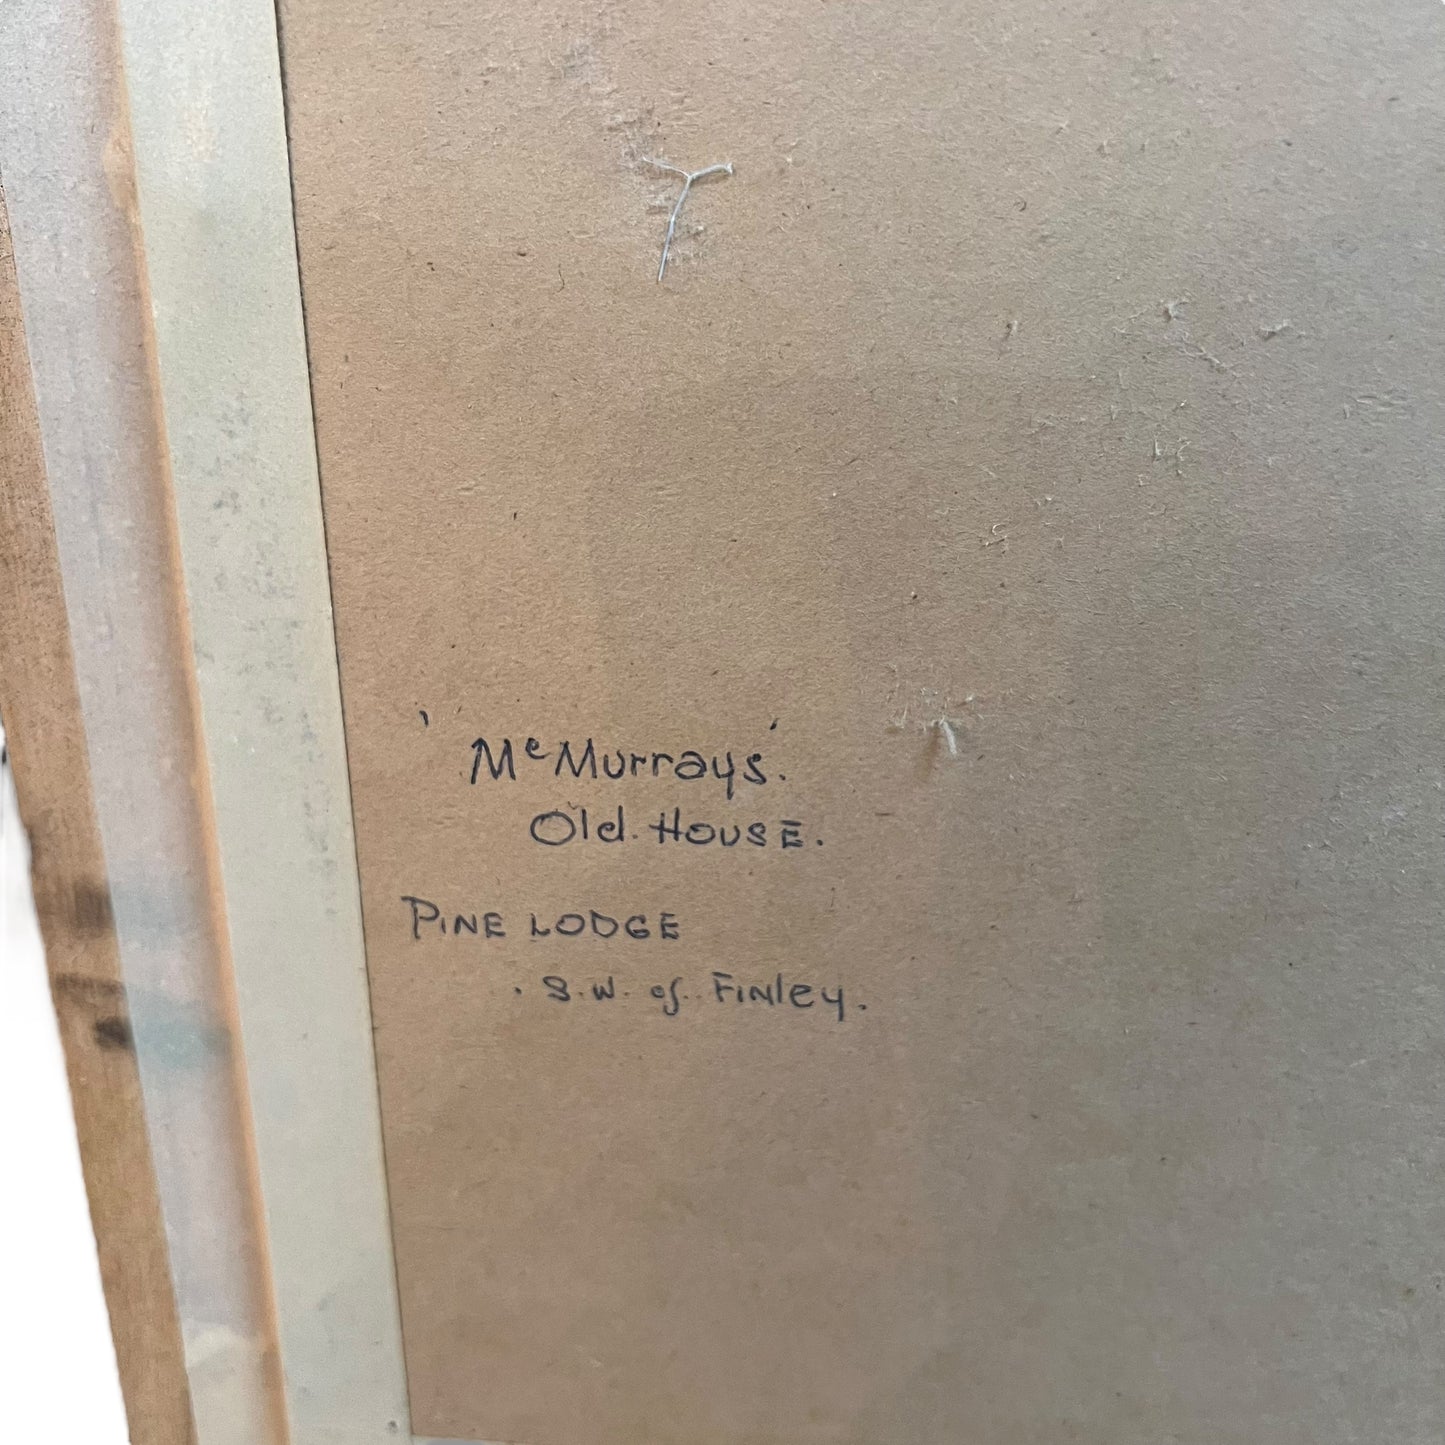 'McMurrays'.
Old. House.
PINE LODGE
. S.W. of. Finley.